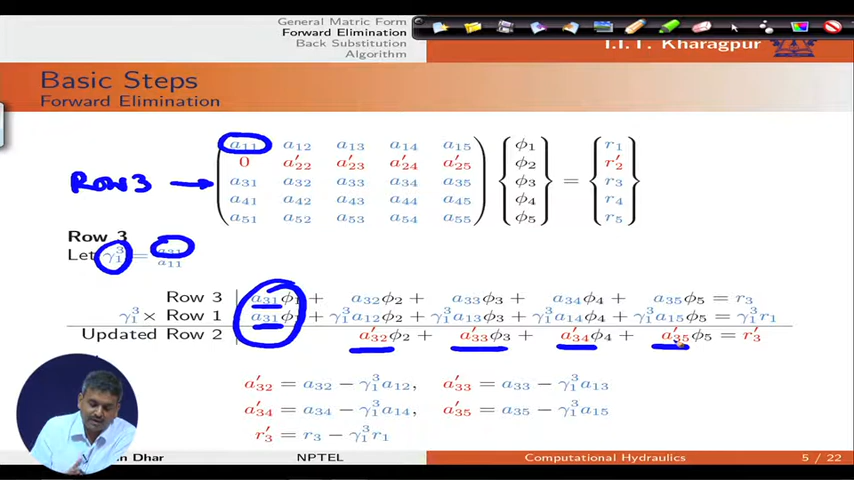 General Matric Form
Forward Elimination
Back Substitution
Algorithm
I.I.T. Kharagpur
Basic Steps
Forward Elimination
a₁₁ a₁₂ a₁₃ a₁₄ a₁₅ ϕ₁ r₁
0 a′₂₂ a′₂₃ a′₂₄ a′₂₅ ϕ₂ r′₂
Row 3 → a₃₁ a₃₂ a₃₃ a₃₄ a₃₅ ϕ₃ = r₃
a₄₁ a₄₂ a₄₃ a₄₄ a₄₅ ϕ₄ r₄
a₅₁ a₅₂ a₅₃ a₅₄ a₅₅ ϕ₅ r₅
Row 3
Let γ₁³ = a₃₁/a₁₁
Row 3 | a₃₁ϕ₁ + a₃₂ϕ₂ + a₃₃ϕ₃ + a₃₄ϕ₄ + a₃₅ϕ₅ = r₃
γ₁³ × Row 1 | a₃₁ϕ₁ + γ₁³a₁₂ϕ₂ + γ₁³a₁₃ϕ₃ + γ₁³a₁₄ϕ₄ + γ₁³a₁₅ϕ₅ = γ₁³r₁
Updated Row 2 | a′₃₂ϕ₂ + a′₃₃ϕ₃ + a′₃₄ϕ₄ + a′₃₅ϕ₅ = r′₃
a′₃₂ = a₃₂ − γ₁³a₁₂, a′₃₃ = a₃₃ − γ₁³a₁₃
a′₃₄ = a₃₄ − γ₁³a₁₄, a′₃₅ = a₃₅ − γ₁³a₁₅
r′₃ = r₃ − γ₁³r₁
Dhar NPTEL Computational Hydraulics 5 / 22